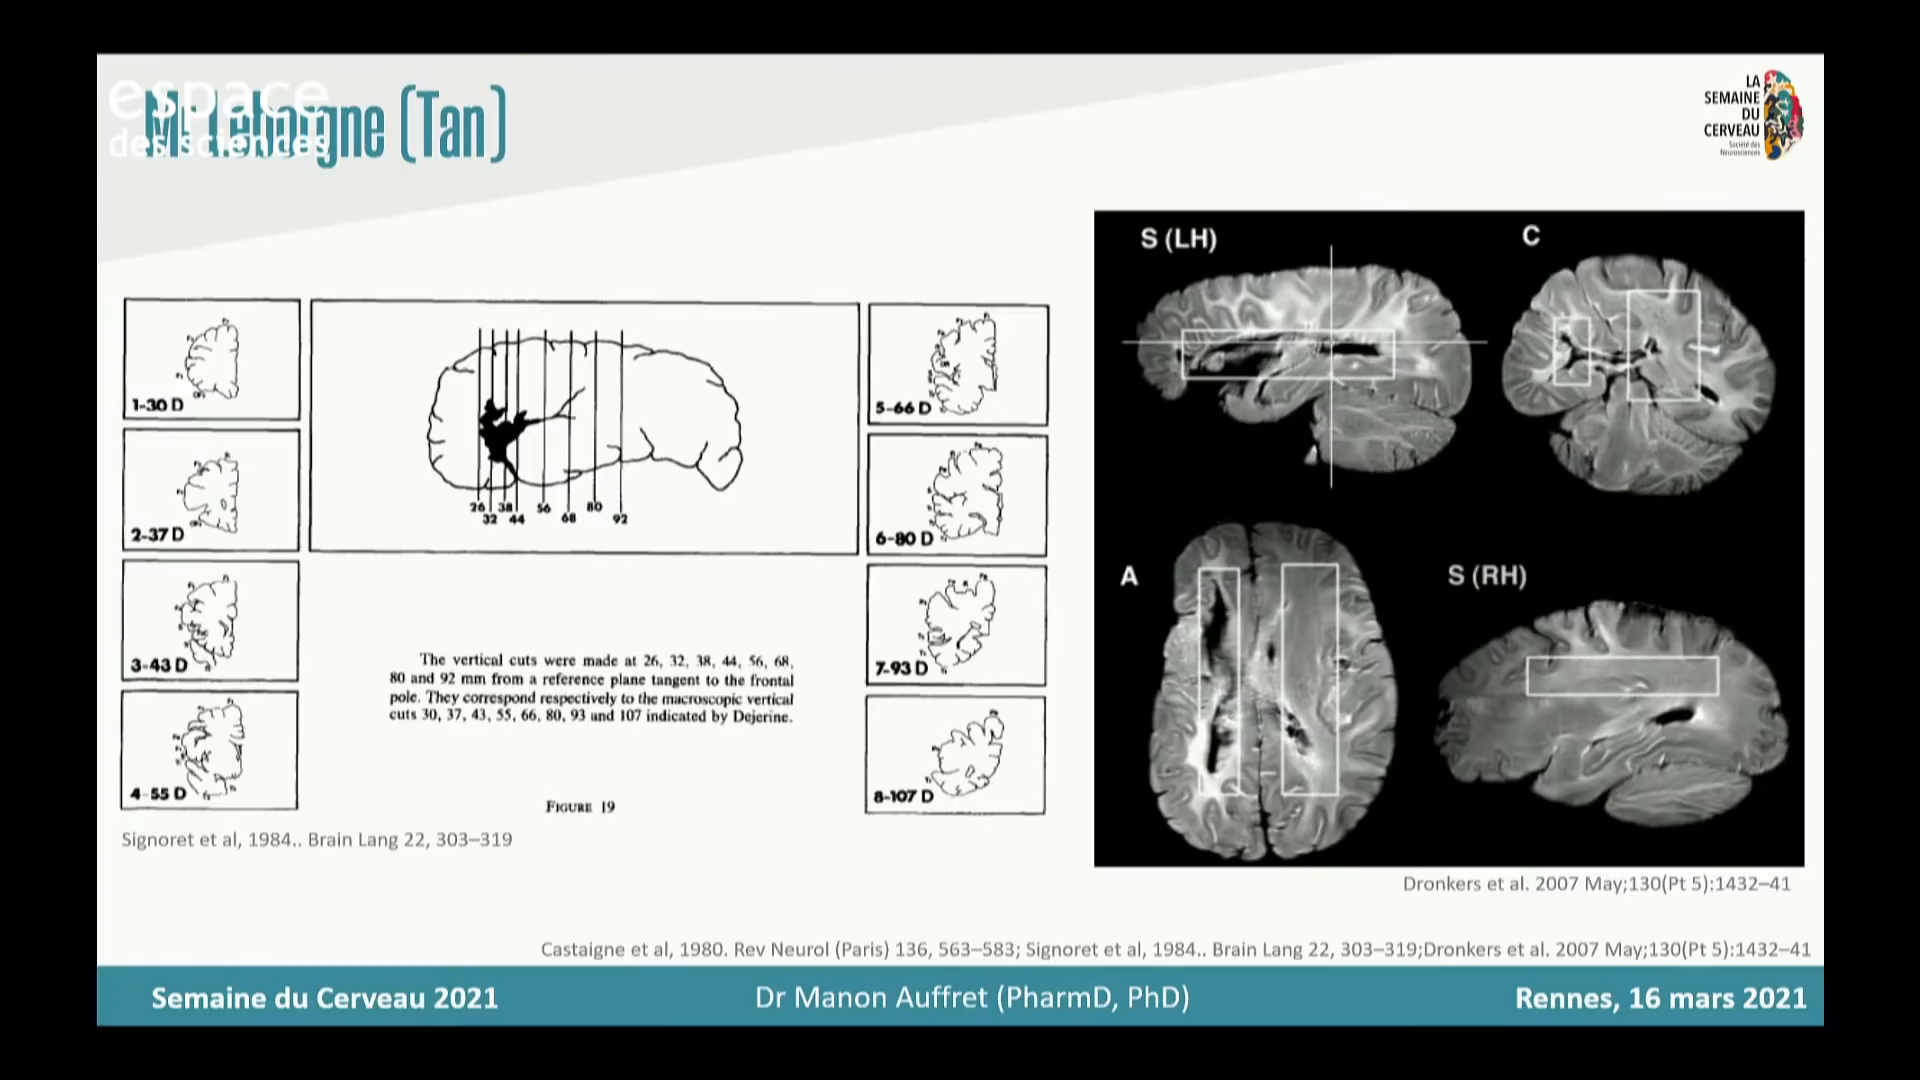 espace
des sciences
Mr Leborgne (Tan)
LA
SEMAINE
DU
CERVEAU
Société des
Neurosciences
1-30 D
2-37 D
3-43 D
4-55 D
26 32 38 44 56 68 80 92
5-66 D
6-80 D
7-93 D
8-107 D
The vertical cuts were made at 26, 32, 38, 44, 56, 68,
80 and 92 mm from a reference plane tangent to the frontal
pole. They correspond respectively to the macroscopic vertical
cuts 30, 37, 43, 55, 66, 80, 93 and 107 indicated by Dejerine.
FIGURE 19
Signoret et al, 1984.. Brain Lang 22, 303–319
S (LH)
C
A
S (RH)
Dronkers et al. 2007 May;130(Pt 5):1432–41
Castaigne et al, 1980. Rev Neurol (Paris) 136, 563–583; Signoret et al, 1984.. Brain Lang 22, 303–319;Dronkers et al. 2007 May;130(Pt 5):1432–41
Semaine du Cerveau 2021
Dr Manon Auffret (PharmD, PhD)
Rennes, 16 mars 2021